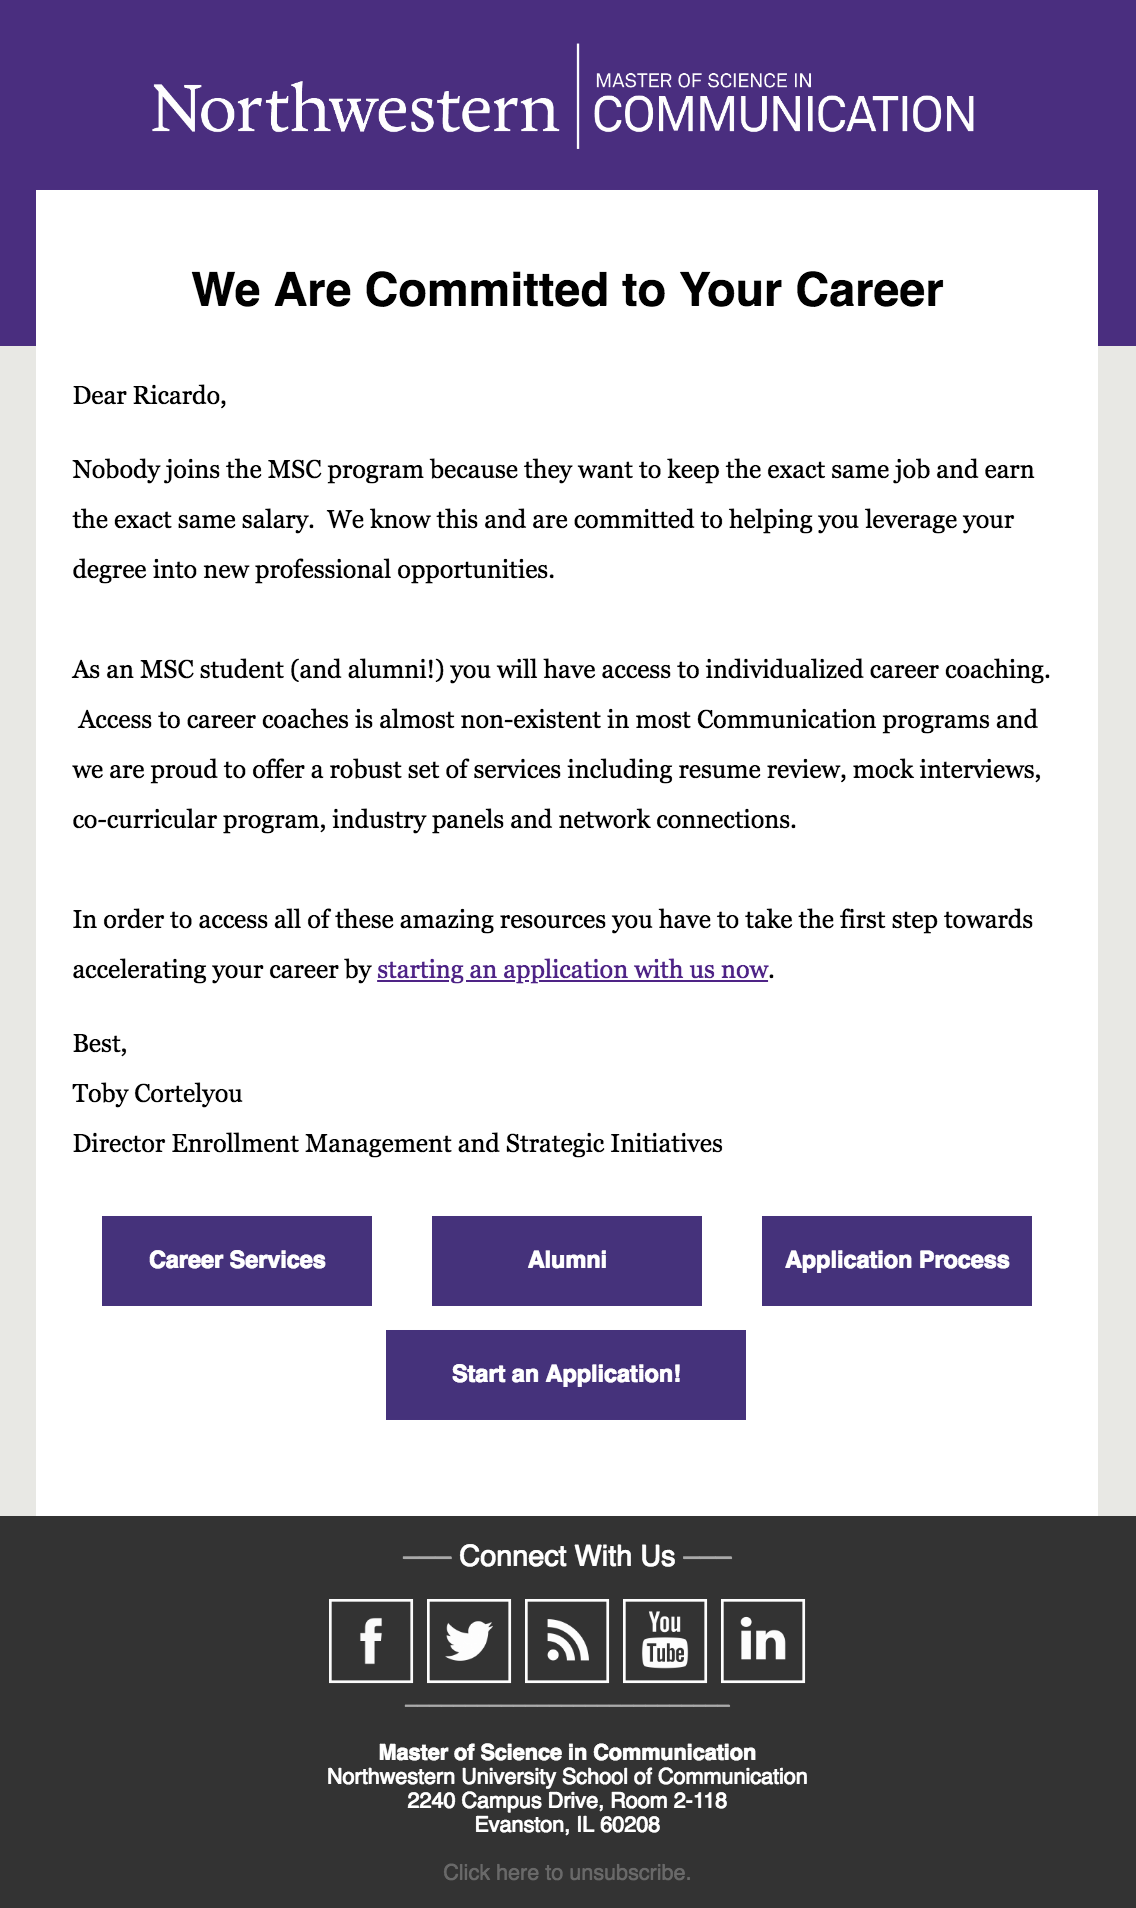 Northwestern
MASTER OF SCIENCE IN
COMMUNICATION
We Are Committed to Your Career
Dear Ricardo,
Nobody joins the MSC program because they want to keep the exact same job and earn
the exact same salary.  We know this and are committed to helping you leverage your
degree into new professional opportunities.
As an MSC student (and alumni!) you will have access to individualized career coaching.
Access to career coaches is almost non-existent in most Communication programs and
we are proud to offer a robust set of services including resume review, mock interviews,
co-curricular program, industry panels and network connections.
In order to access all of these amazing resources you have to take the first step towards
accelerating your career by starting an application with us now.
Best,
Toby Cortelyou
Director Enrollment Management and Strategic Initiatives
Career Services
Alumni
Application Process
Start an Application!
Connect With Us
f
You
Tube
in
Master of Science in Communication
Northwestern University School of Communication
2240 Campus Drive, Room 2-118
Evanston, IL 60208
Click here to unsubscribe.